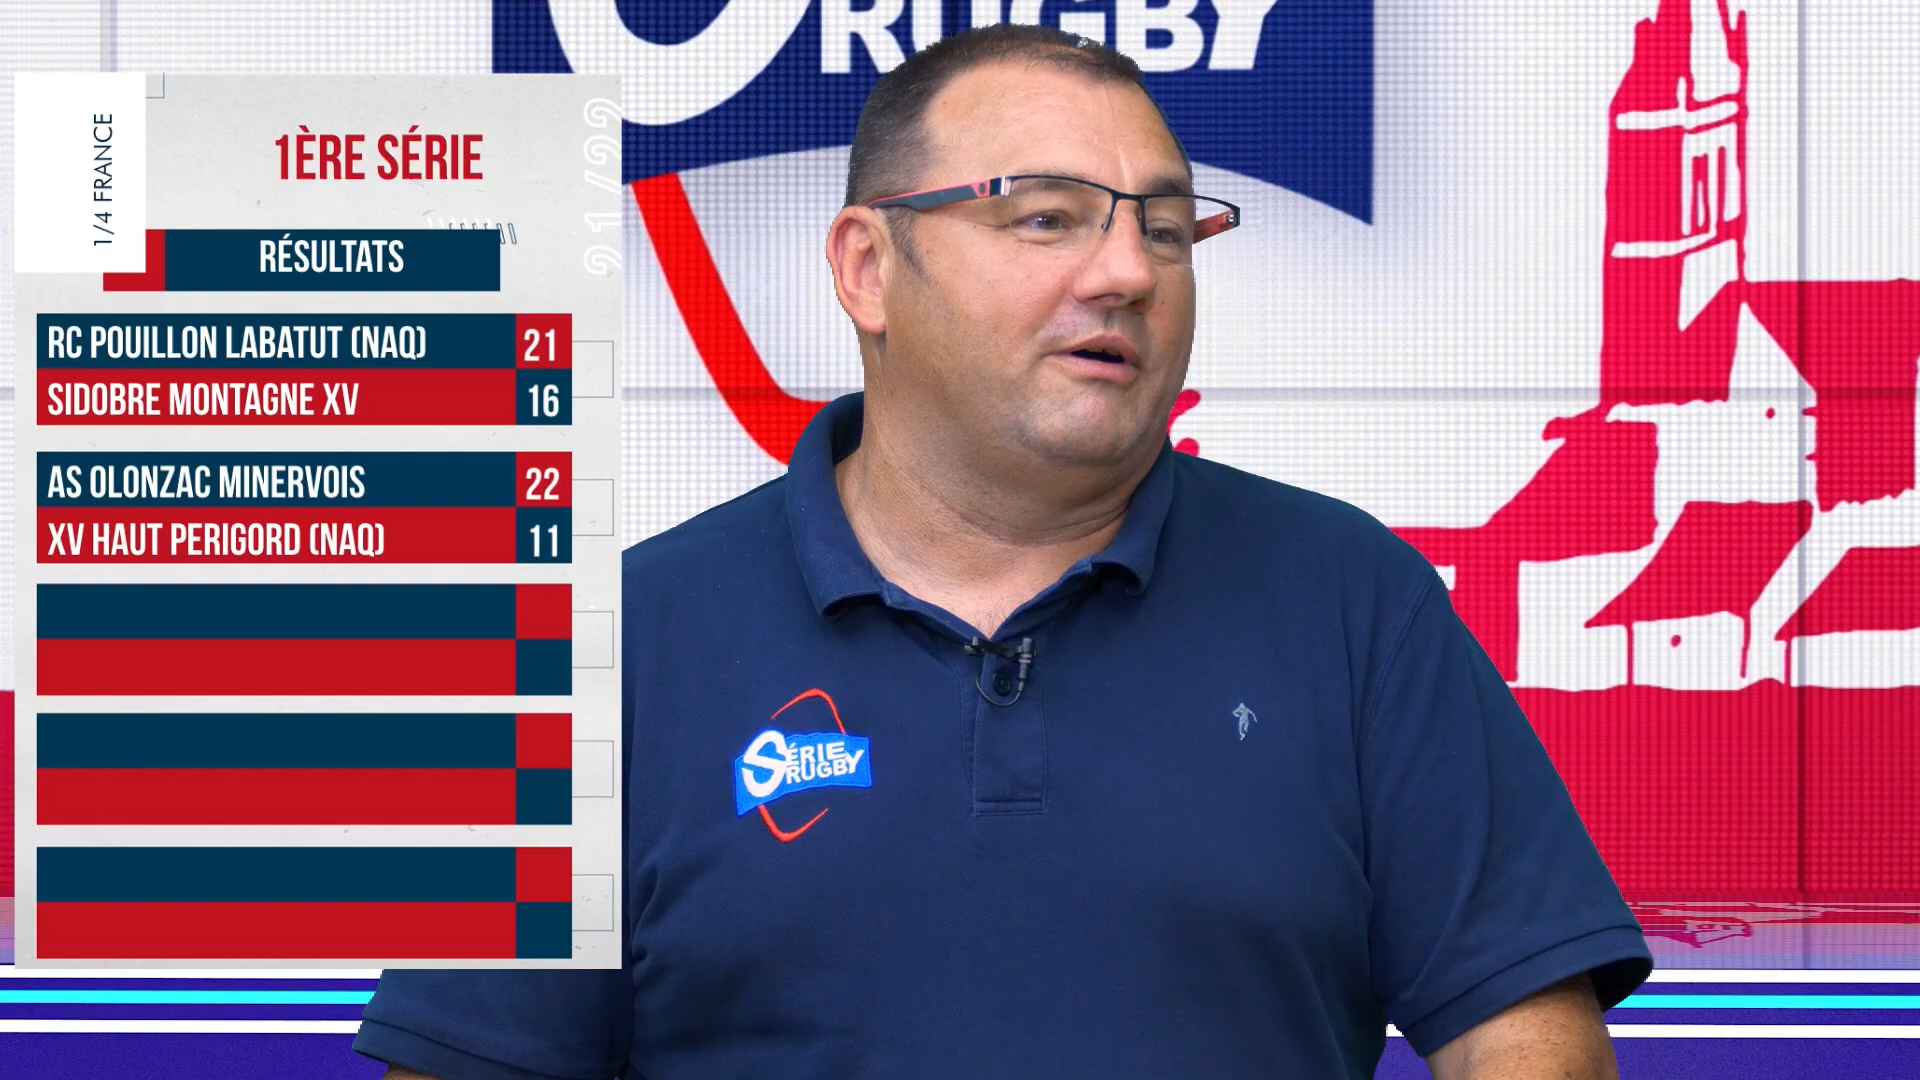 RUGBY
1/4 FRANCE
1ÈRE SÉRIE
21/22
RÉSULTATS
RC POUILLON LABATUT (NAQ) 21
SIDOBRE MONTAGNE XV 16
AS OLONZAC MINERVOIS 22
XV HAUT PERIGORD (NAQ) 11
SÉRIE
RUGBY